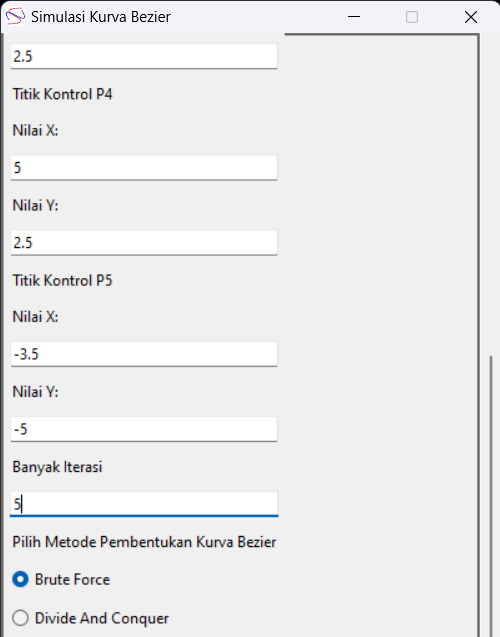 Simulasi Kurva Bezier
2.5
Titik Kontrol P4
Nilai X:
5
Nilai Y:
2.5
Titik Kontrol P5
Nilai X:
-3.5
Nilai Y:
-5
Banyak Iterasi
5
Pilih Metode Pembentukan Kurva Bezier
Brute Force
Divide And Conquer